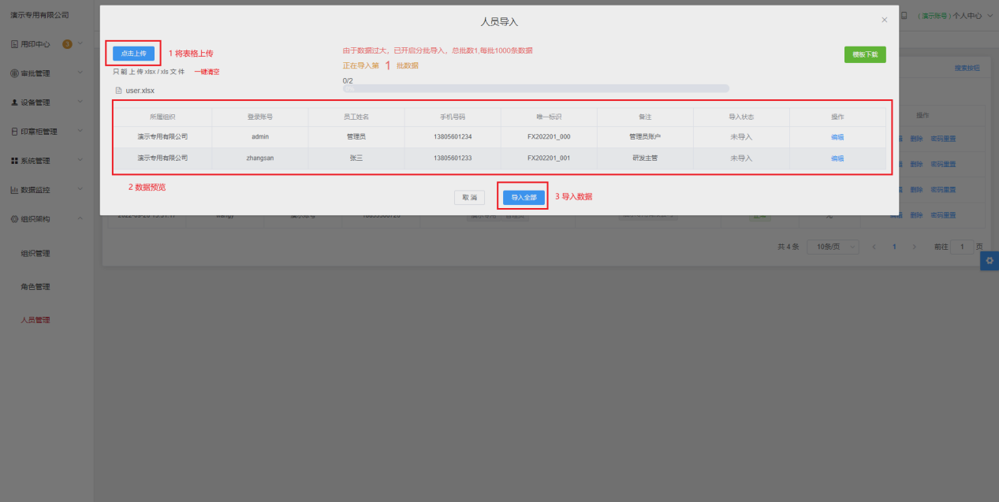 演示专用有限公司
人员导入
(演示账号)个人中心
用印中心 3
审批管理
设备管理
印章柜管理
系统管理
数据监控
组织架构
组织管理
角色管理
人员管理
点击上传
1 将表格上传
只能上传 xlsx / xls 文件 一键清空
user.xlsx
由于数据过大，已开启分批导入，总批数1,每批1000条数据
正在导入第 1 批数据
0/2
0%
模板下载
搜索按钮
所属组织 登录账号 员工姓名 手机号码 唯一标识 备注 导入状态 操作
演示专用有限公司 admin 管理员 13805601234 FX202201_000 管理员账户 未导入 编辑
演示专用有限公司 zhangsan 张三 13805601233 FX202201_001 研发主管 未导入 编辑
2 数据预览
取 消
导入全部
3 导入数据
操作
删除 密码重置
删除 密码重置
删除 密码重置
删除 密码重置
共 4 条 10条/页 1 前往 1 页